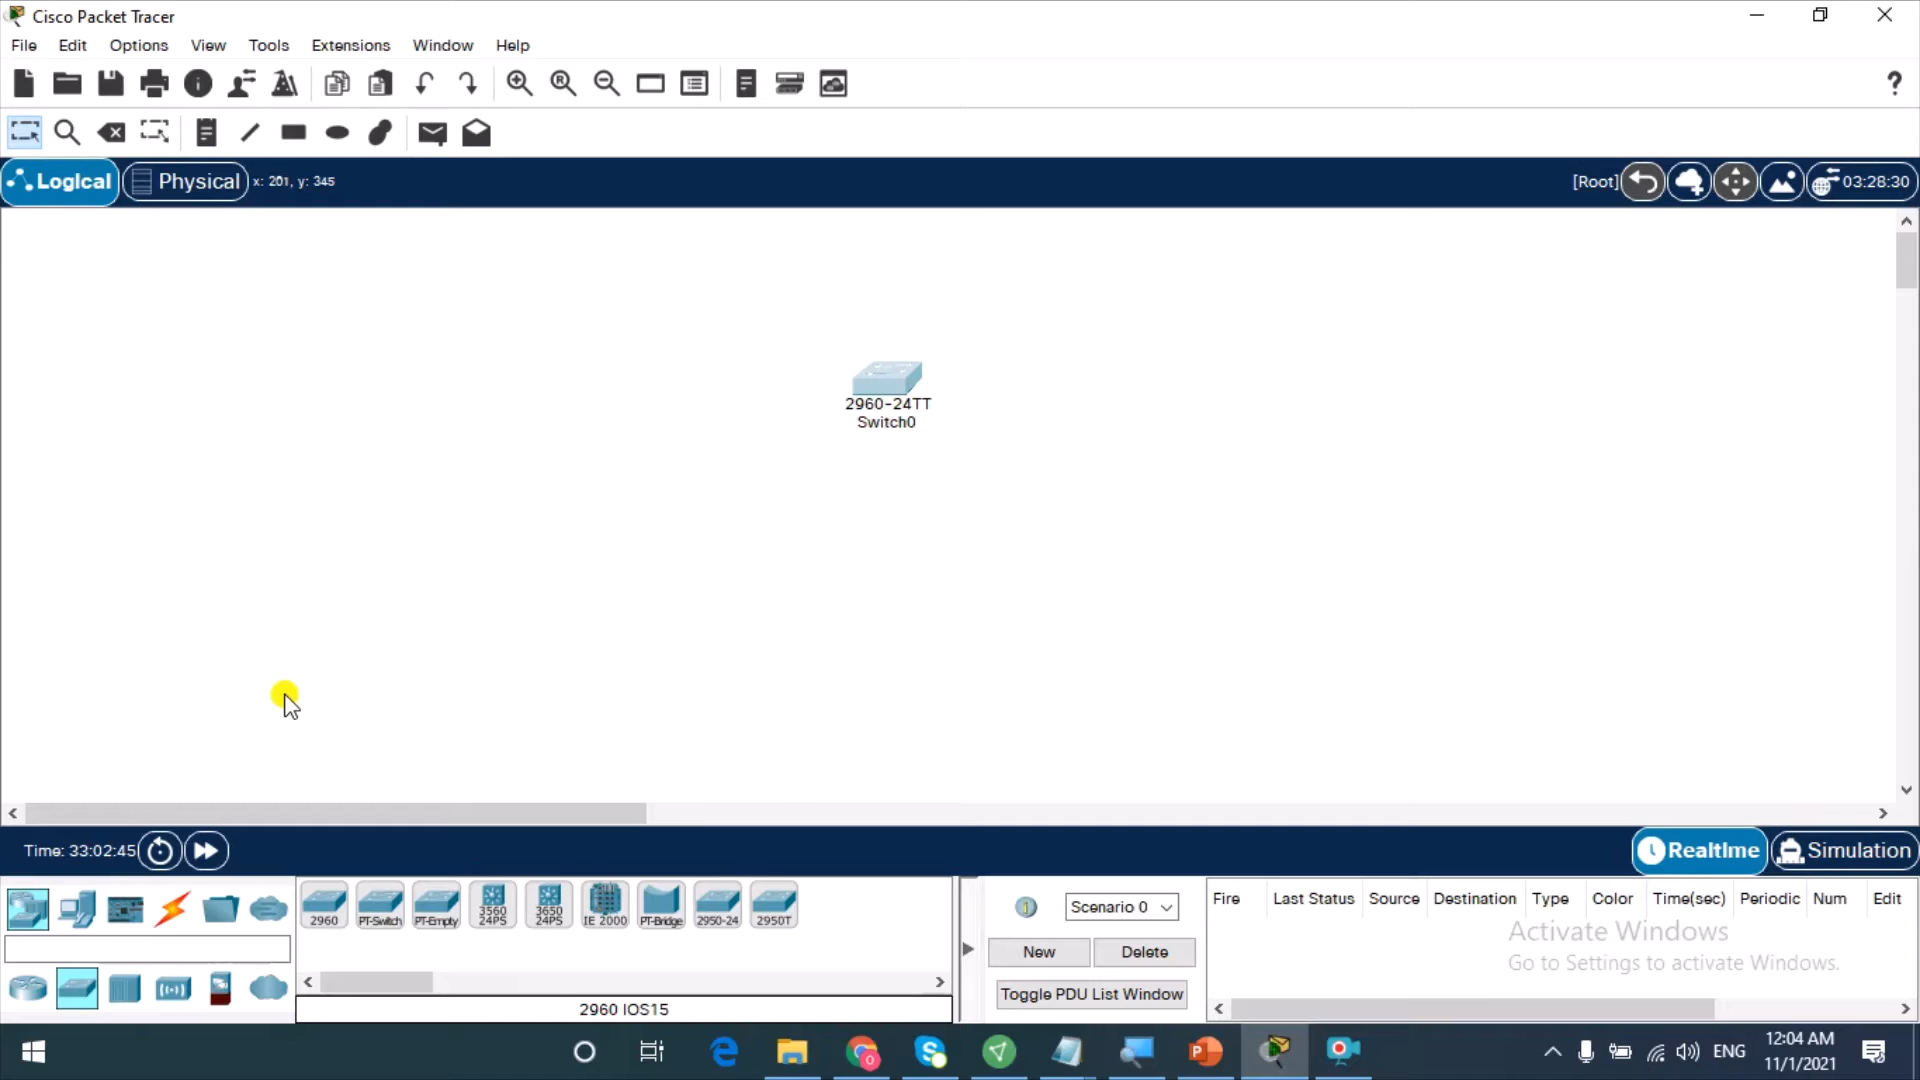 Cisco Packet Tracer
File Edit Options View Tools Extensions Window Help
Logical Physical x: 201, y: 345 [Root] 03:28:30
2960-24TT
Switch0
Time: 33:02:45 Realtime Simulation
2960 PT-Switch PT-Empty 3560 24PS 3650 24PS IE 2000 PT-Bridge 2950-24 2950T
2960 IOS15
Scenario 0
New Delete
Toggle PDU List Window
Fire Last Status Source Destination Type Color Time(sec) Periodic Num Edit
Activate Windows
Go to Settings to activate Windows.
ENG
12:04 AM
11/1/2021